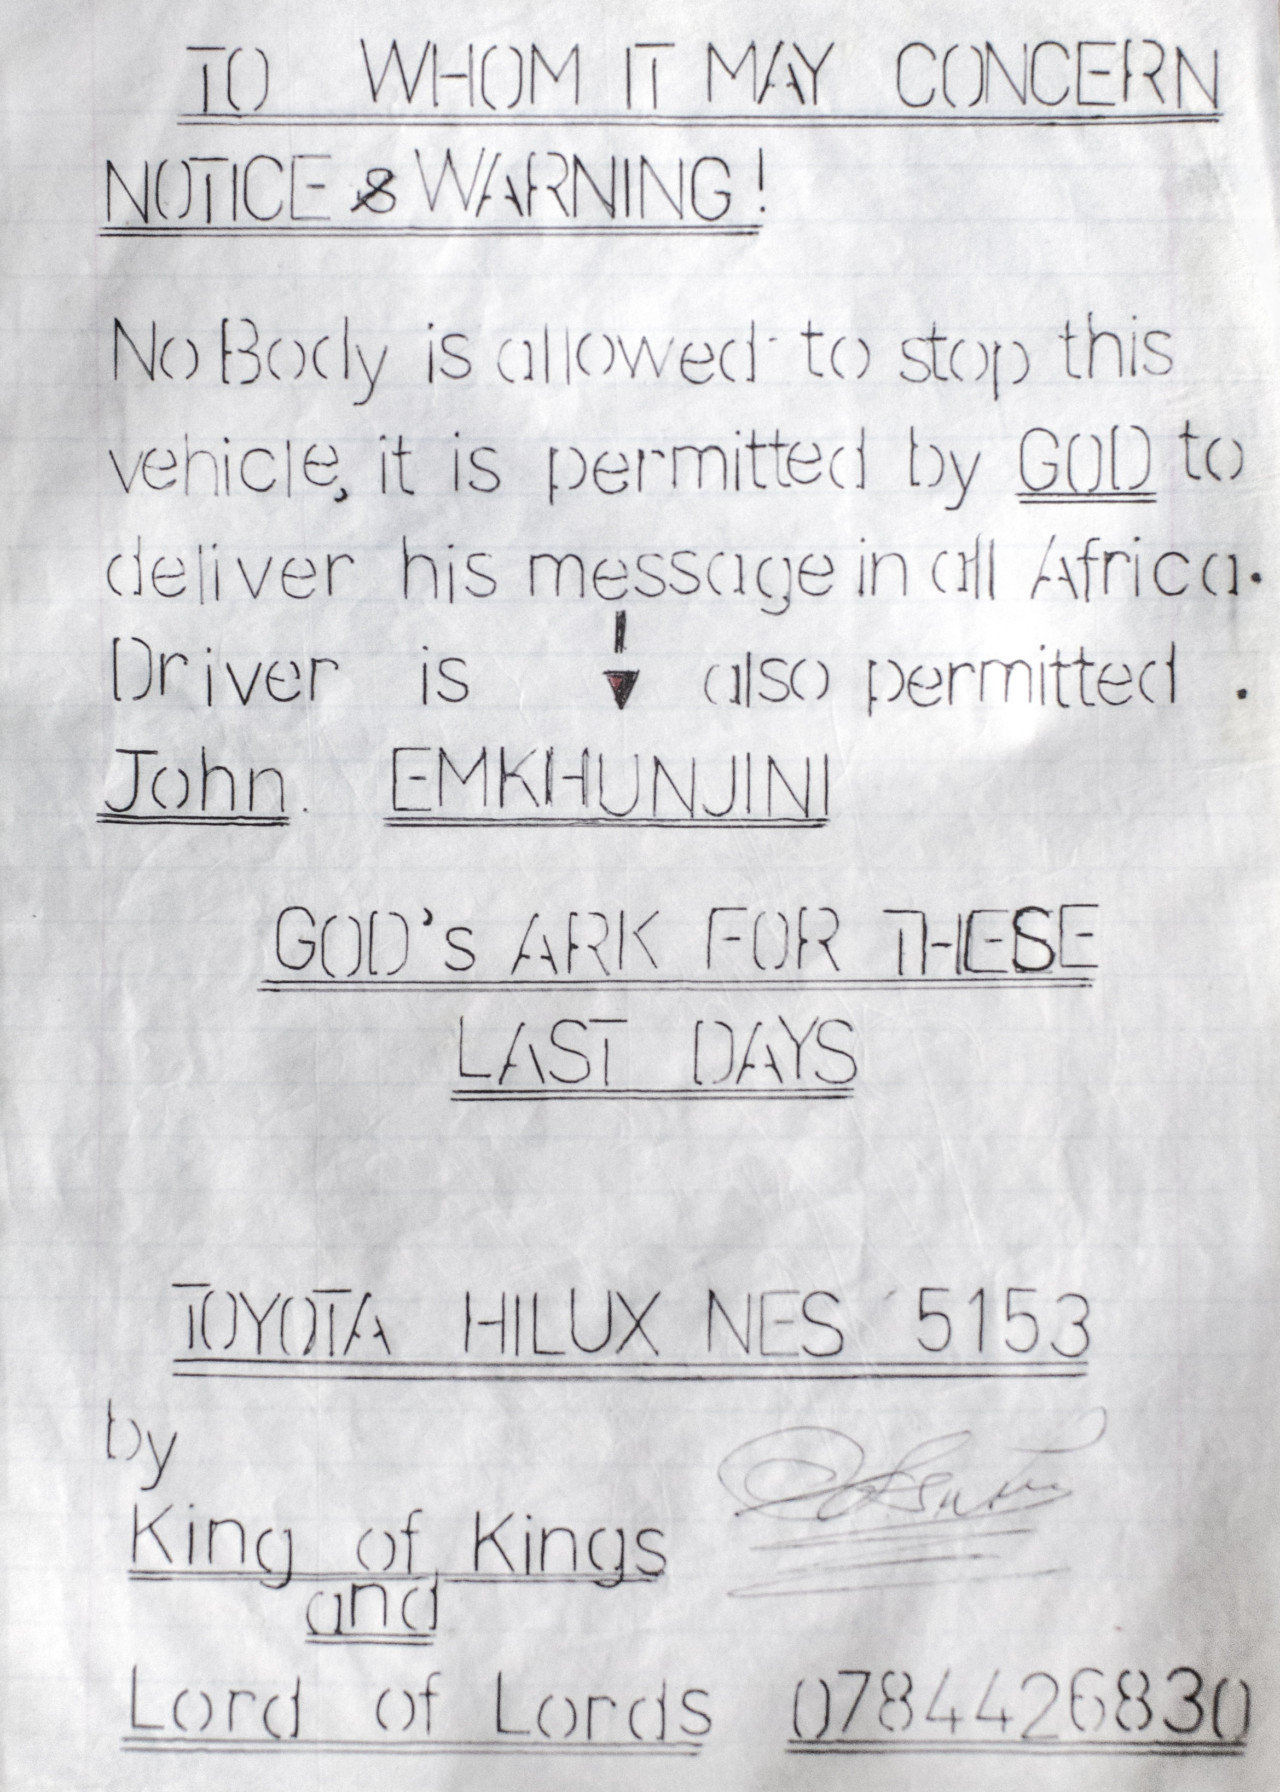 TO WHOM IT MAY CONCERN
NOTICE & WARNING!
No Body is allowed to stop this
vehicle, it is permitted by GOD to
deliver his message in all Africa.
Driver is also permitted .
John. EMKHUNJINI
GOD's ARK FOR THESE
LAST DAYS
TOYOTA HILUX NES 5153
by
King of Kings
and
Lord of Lords 0784426830